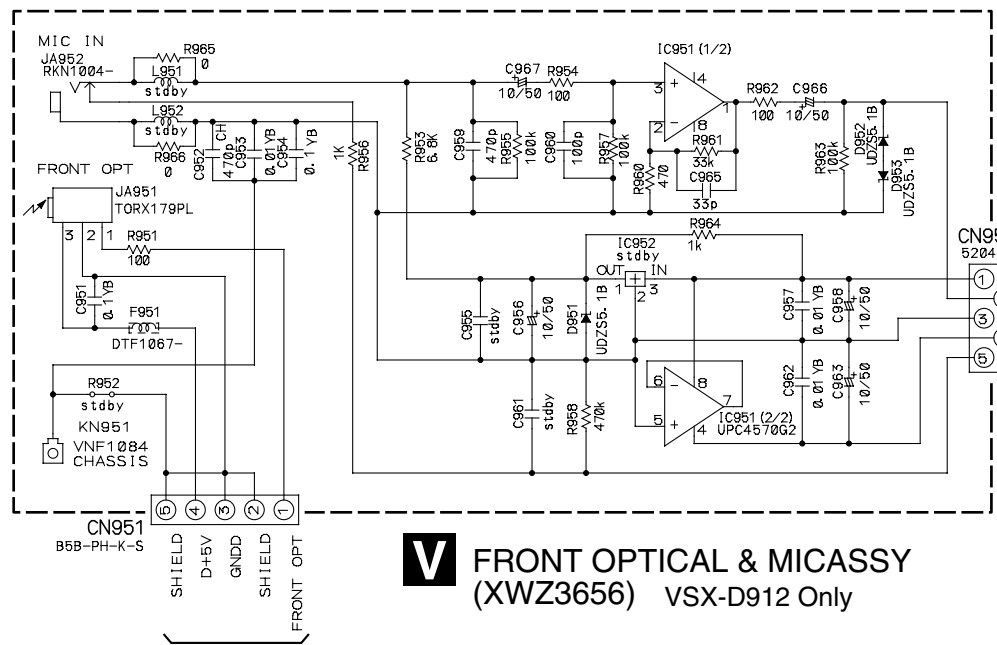 MIC IN
JA952
RKN1004-
R965
0
L951
stdby
L952
stdby
R966
0
C952
470p CH
C953
0.01YB
C954
0.1 YB
1K
R956
R953
6.8K
C967
10/50
R954
100
C959
470p
R955
100k
C960
100p
R957
100k
IC951 (1/2)
3
+
4
1
2
-
8
R960
470
R961
33k
C965
33p
R962
100
C966
10/50
R963
100k
D952
UDZS5.1B
D953
UDZS5.1B
FRONT OPT
JA951
TORX179PL
3
2
1
R951
100
C951
0.1YB
F951
DTF1067-
R952
stdby
KN951
VNF1084
CHASSIS
R964
1k
IC952
stdby
OUT
IN
1
3
2
C955
stdby
C956
10/50
D951
UDZS5.1B
C957
0.01YB
C958
10/50
C961
stdby
R958
470k
6
-
5
+
8
7
4
IC951 (2/2)
UPC4570G2
C962
0.01YB
C963
10/50
CN95
5204
1
3
5
5
4
3
2
1
CN951
B5B-PH-K-S
SHIELD
D+5V
GNDD
SHIELD
FRONT OPT
V
FRONT OPTICAL & MICASSY
(XWZ3656) VSX-D912 Only